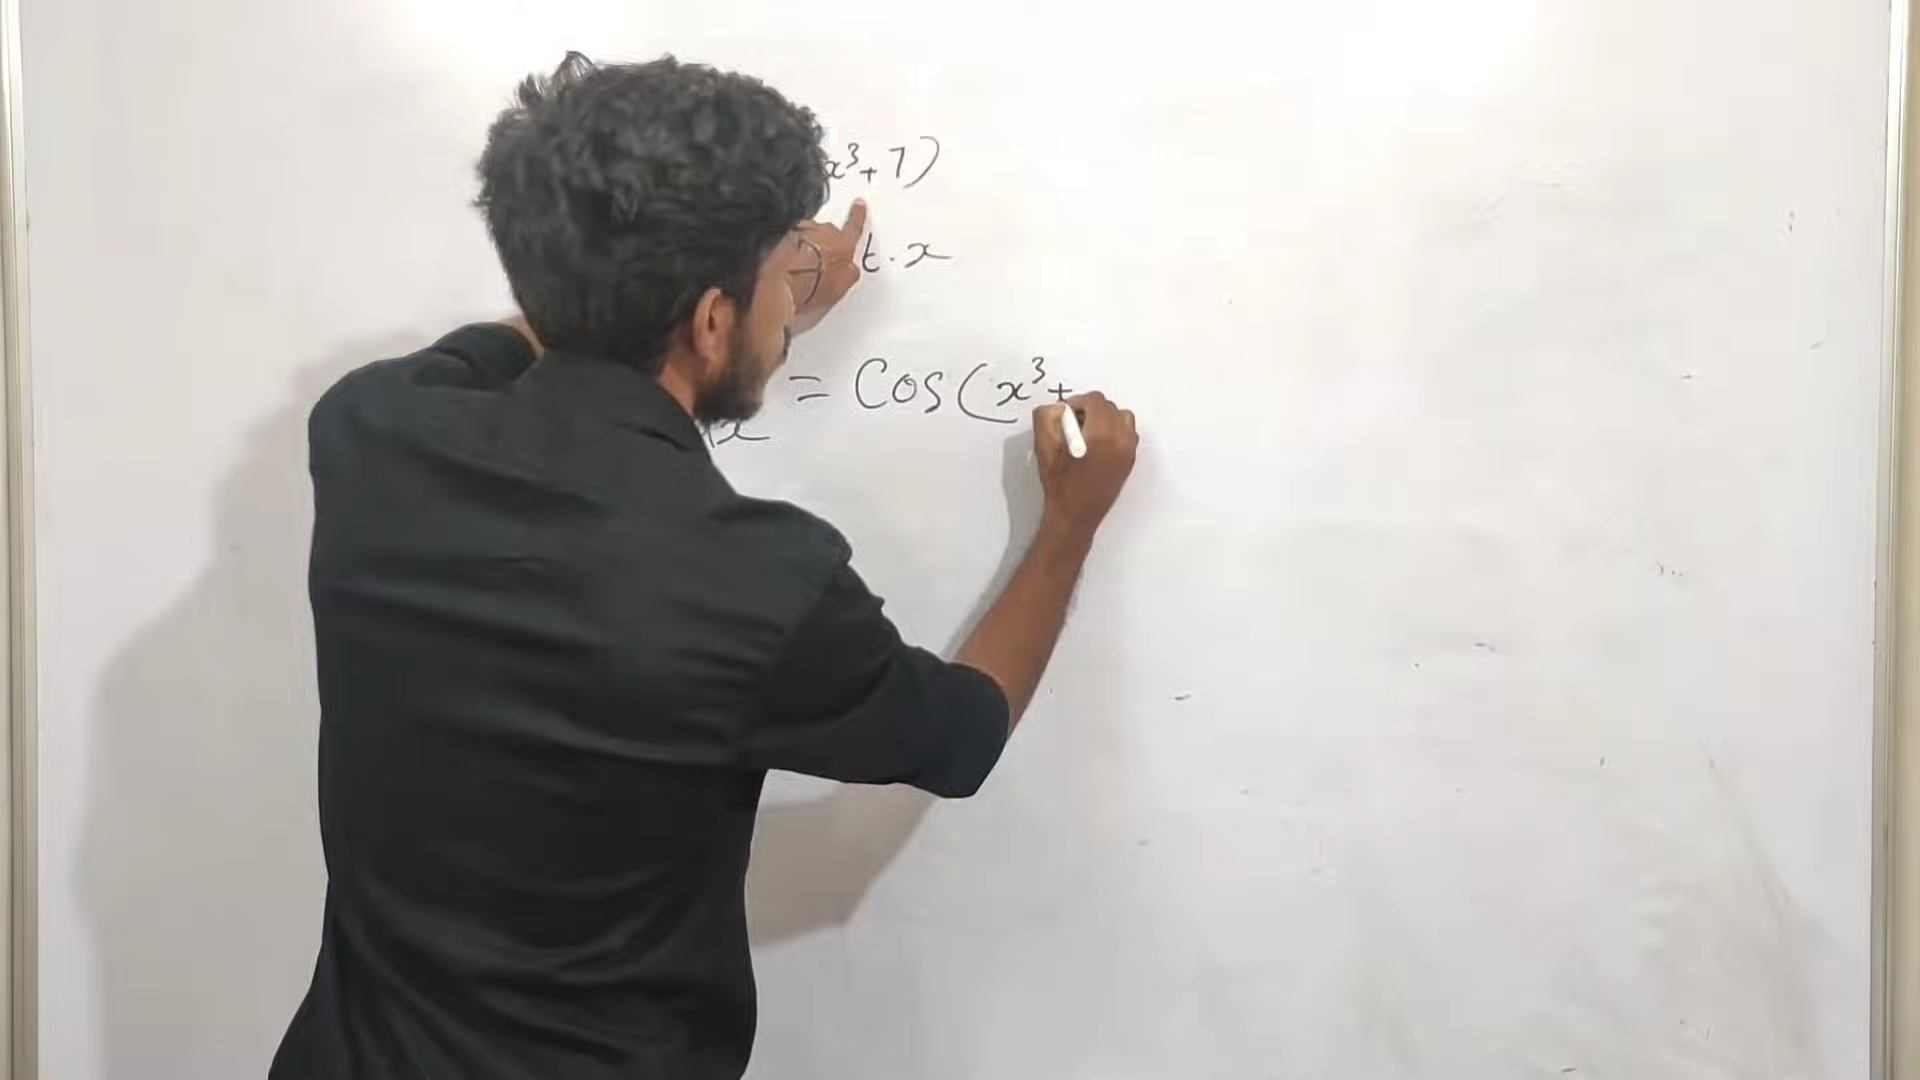 x³+7)
t.x
= Cos(x³+
x